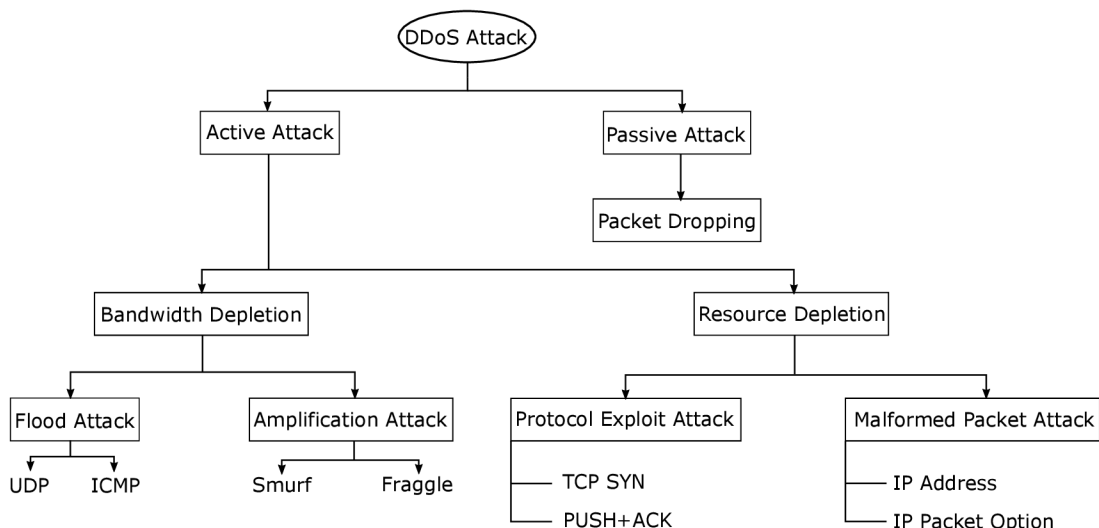 DDoS Attack
Active Attack
Passive Attack
Packet Dropping
Bandwidth Depletion
Resource Depletion
Flood Attack
Amplification Attack
Protocol Exploit Attack
Malformed Packet Attack
UDP
ICMP
Smurf
Fraggle
TCP SYN
IP Address
PUSH+ACK
IP Packet Option